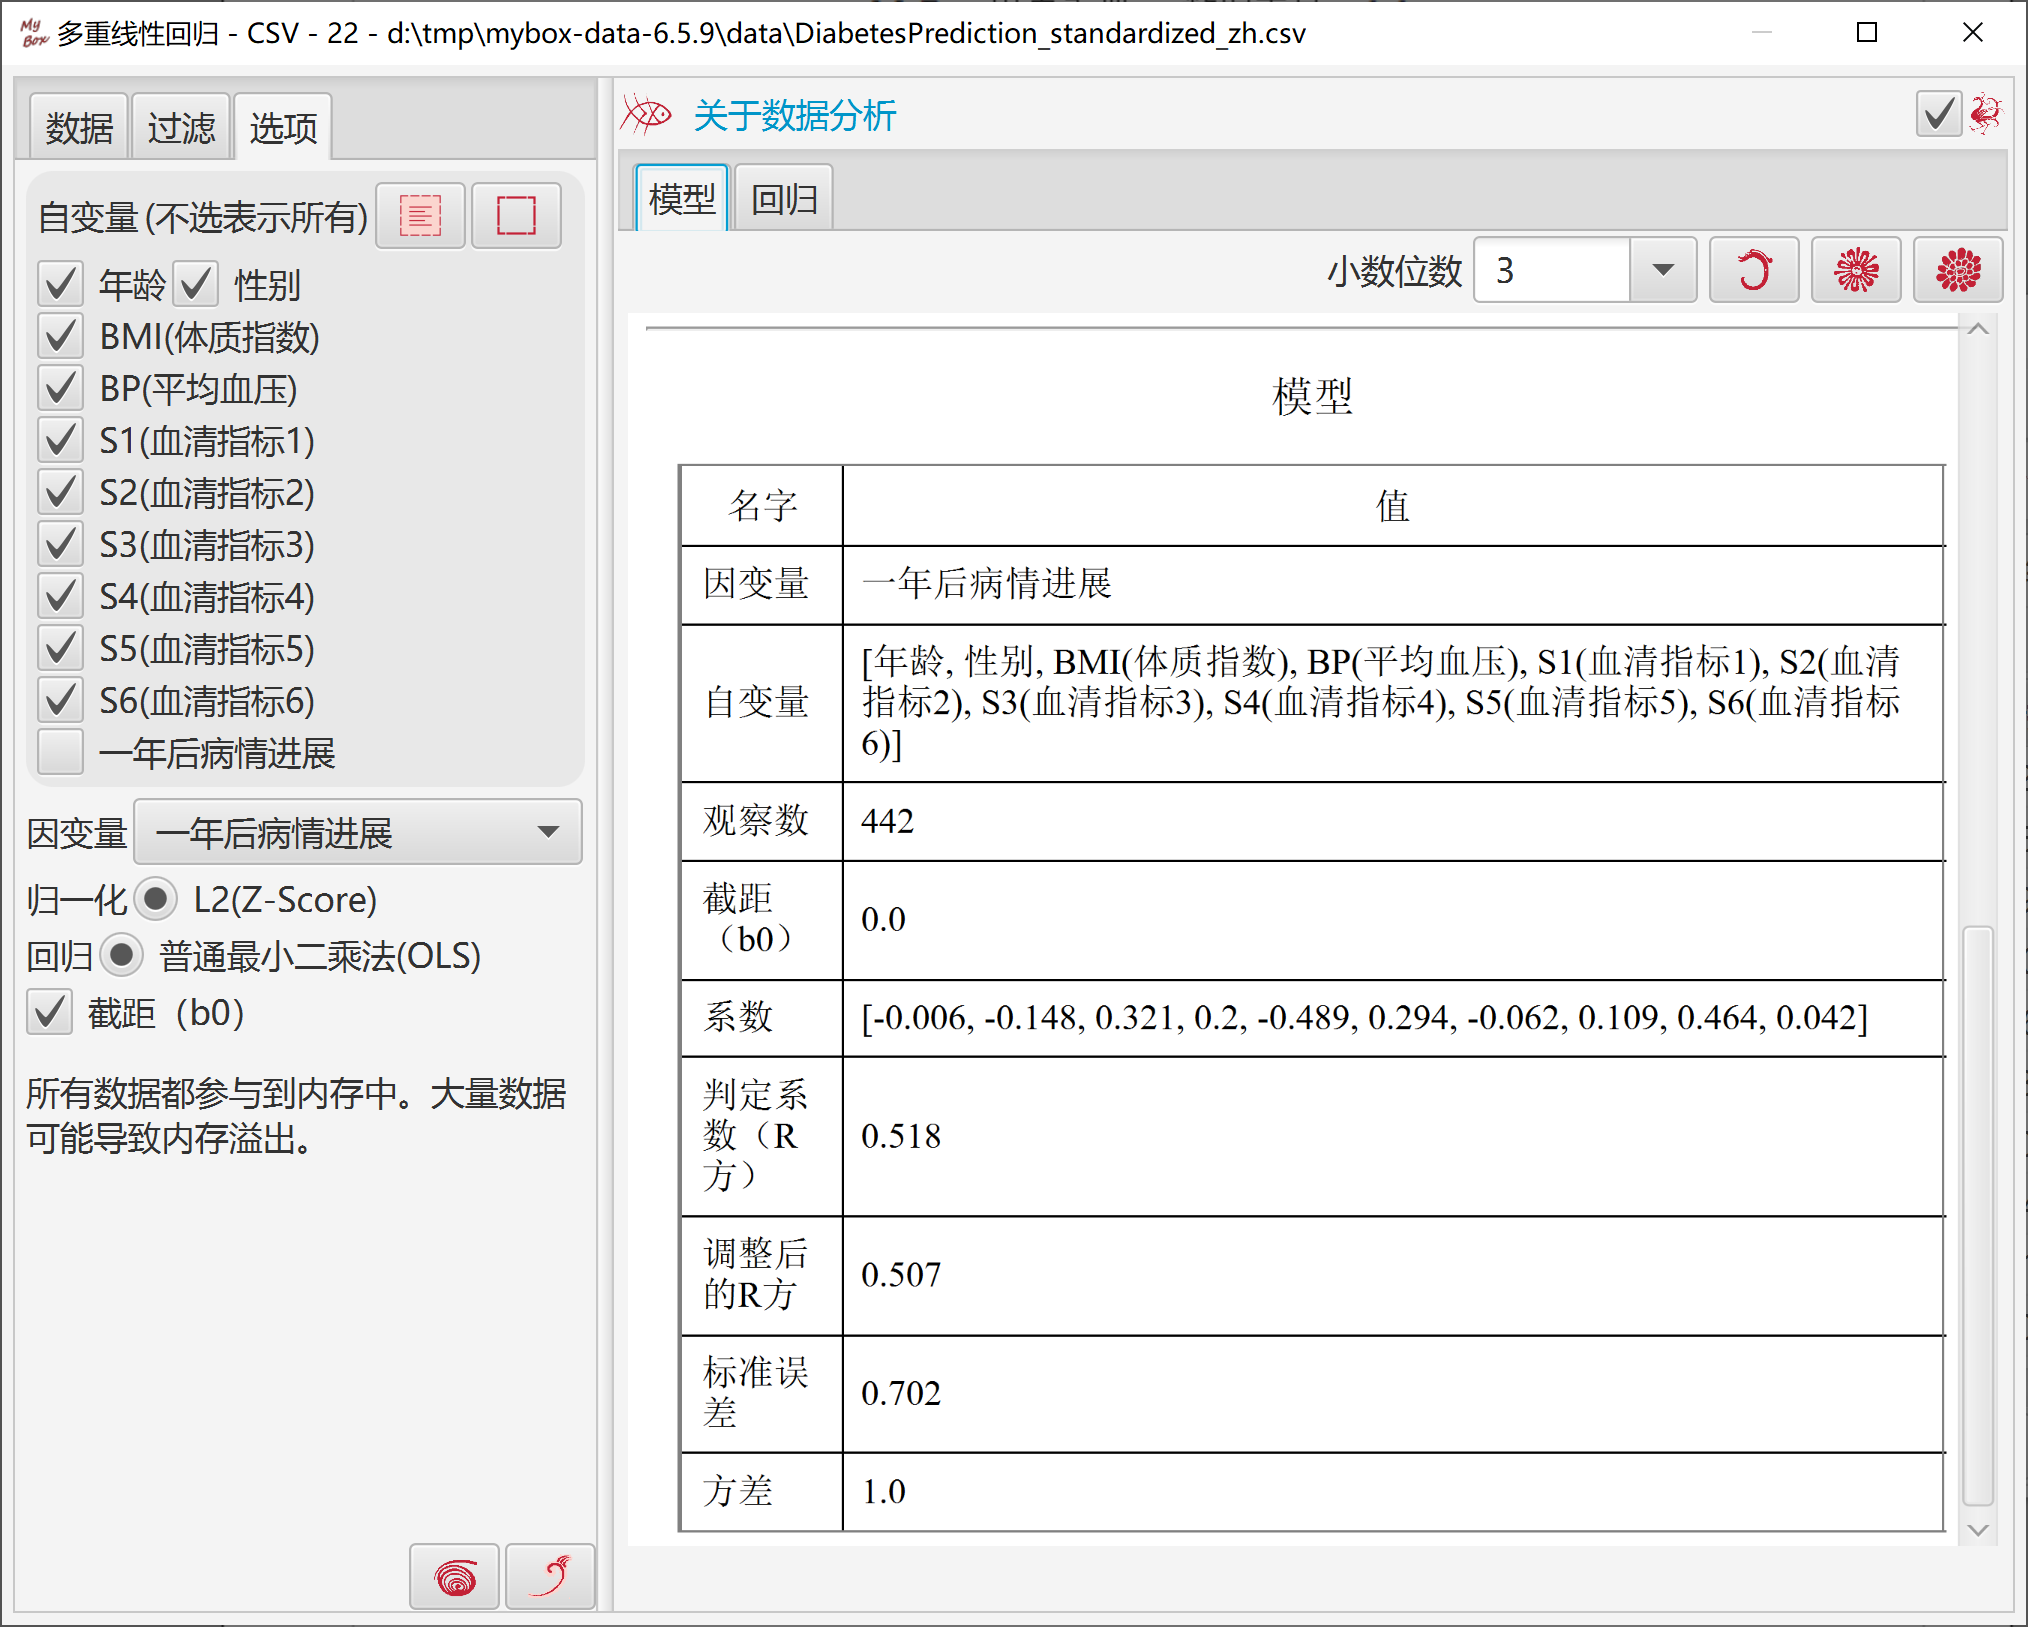 My Box 多重线性回归 - CSV - 22 - d:\tmp\mybox-data-6.5.9\data\DiabetesPrediction_standardized_zh.csv
数据 过滤 选项
自变量(不选表示所有)
年龄 性别
BMI(体质指数)
BP(平均血压)
S1(血清指标1)
S2(血清指标2)
S3(血清指标3)
S4(血清指标4)
S5(血清指标5)
S6(血清指标6)
一年后病情进展
因变量 一年后病情进展
归一化 L2(Z-Score)
回归 普通最小二乘法(OLS)
截距（b0）
所有数据都参与到内存中。大量数据
可能导致内存溢出。
关于数据分析
模型 回归
小数位数 3
模型
名字 值
因变量 一年后病情进展
自变量 [年龄, 性别, BMI(体质指数), BP(平均血压), S1(血清指标1), S2(血清
指标2), S3(血清指标3), S4(血清指标4), S5(血清指标5), S6(血清指标
6)]
观察数 442
截距
（b0） 0.0
系数 [-0.006, -0.148, 0.321, 0.2, -0.489, 0.294, -0.062, 0.109, 0.464, 0.042]
判定系
数（R
方） 0.518
调整后
的R方 0.507
标准误
差 0.702
方差 1.0